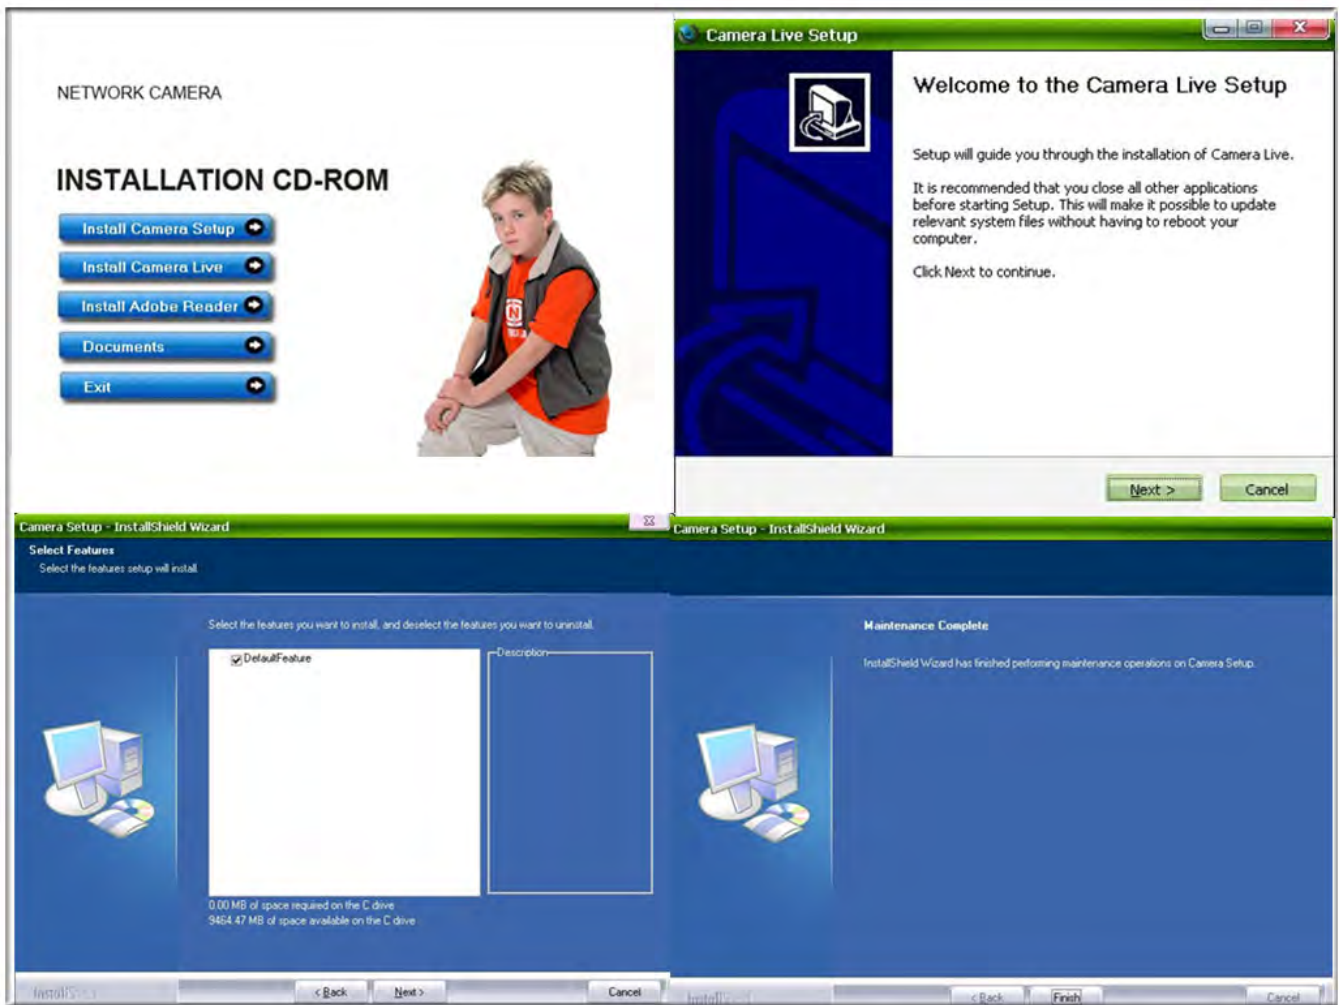 NETWORK CAMERA
INSTALLATION CD-ROM
Install Camera Setup
Install Camera Live
Install Adobe Reader
Documents
Exit
N
Camera Live Setup
Welcome to the Camera Live Setup
Setup will guide you through the installation of Camera Live.
It is recommended that you close all other applications
before starting Setup. This will make it possible to update
relevant system files without having to reboot your
computer.
Click Next to continue.
Next >
Cancel
Camera Setup - InstallShield Wizard
Select Features
Select the features setup will install.
Select the features you want to install, and deselect the features you want to uninstall.
DefaultFeature
Description
0.00 MB of space required on the C drive
9464.47 MB of space available on the C drive
< Back
Next >
Cancel
Camera Setup - InstallShield Wizard
Maintenance Complete
InstallShield Wizard has finished performing maintenance operations on Camera Setup.
< Back
Finish
Cancel